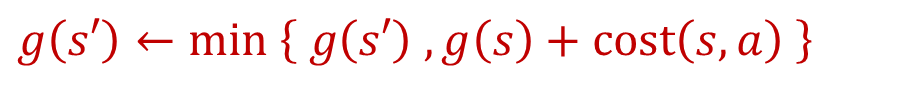 g(s′) ← min { g(s′) , g(s) + cost(s, a) }